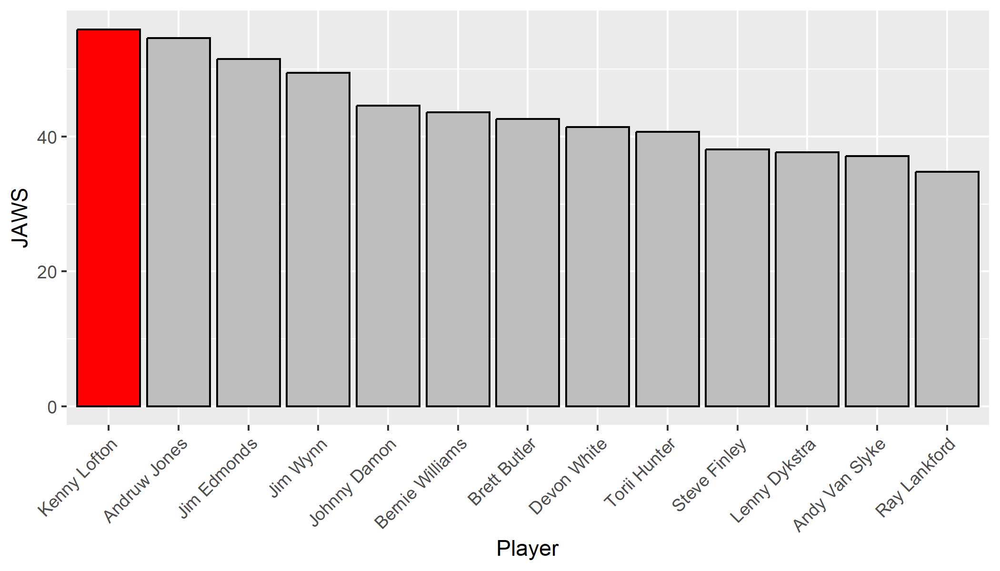 JAWS
40
20
0
Kenny Lofton
Andruw Jones
Jim Edmonds
Jim Wynn
Johnny Damon
Bernie Williams
Brett Butler
Devon White
Torii Hunter
Steve Finley
Lenny Dykstra
Andy Van Slyke
Ray Lankford
Player